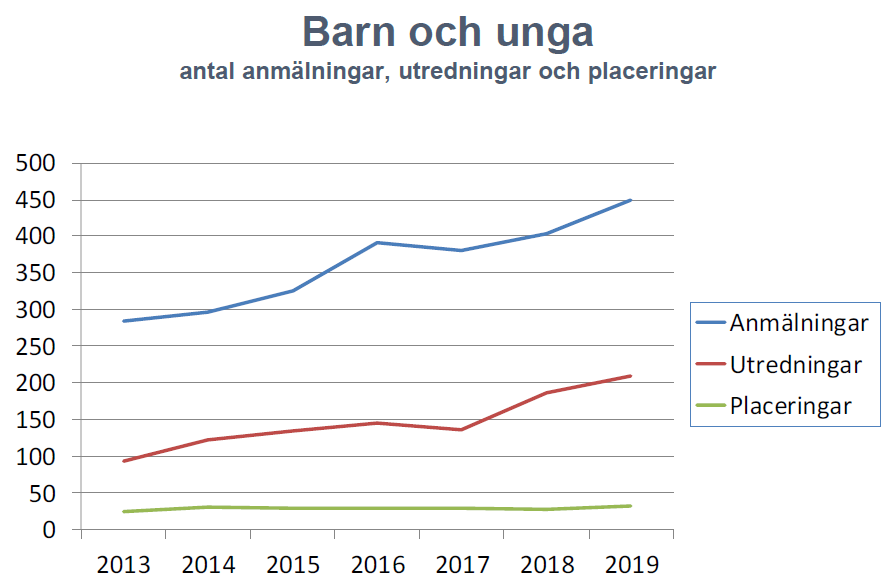 Barn och unga
antal anmälningar, utredningar och placeringar
500
450
400
350
300
250
200
150
100
50
0
2013 2014 2015 2016 2017 2018 2019
Anmälningar
Utredningar
Placeringar